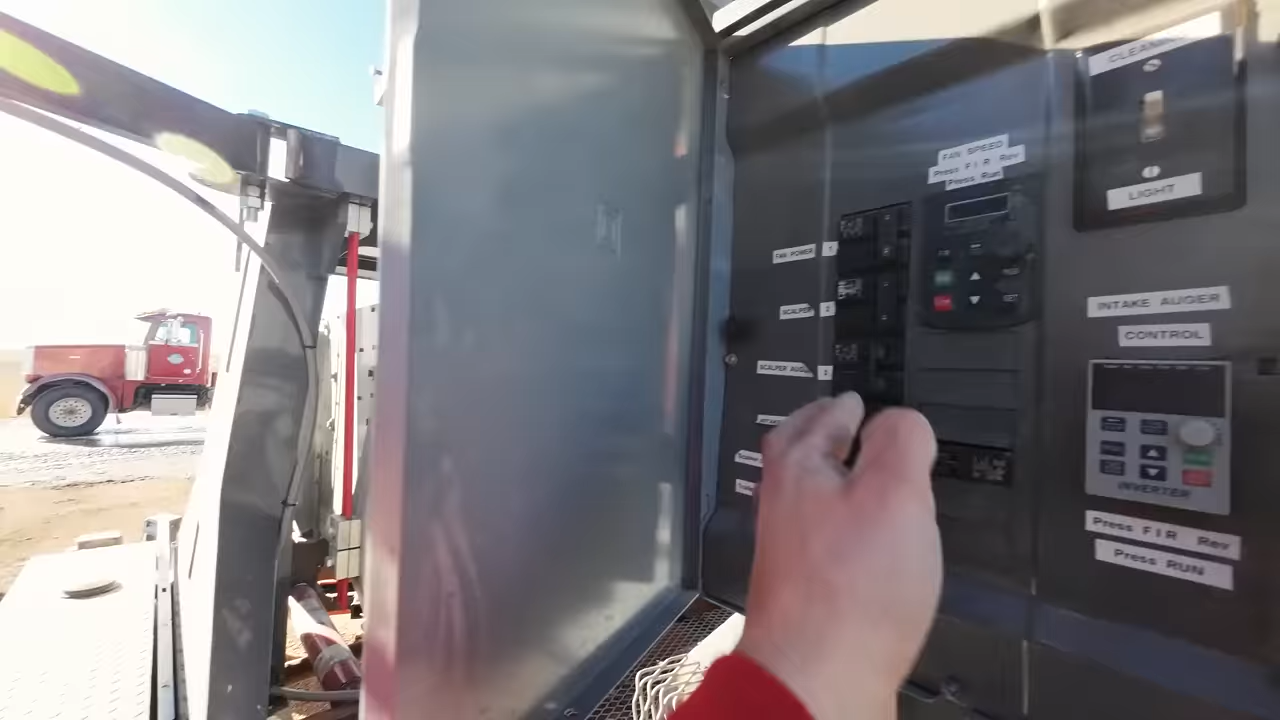 CLEAN
LIGHT
FAN SPEED
Press F I R Rev
Press Run
FAN POWER 1
SCALPER 2
SCALPER AUG 3
INTAKE AUGER
CONTROL
INVERTER
Press F I R Rev
Press RUN